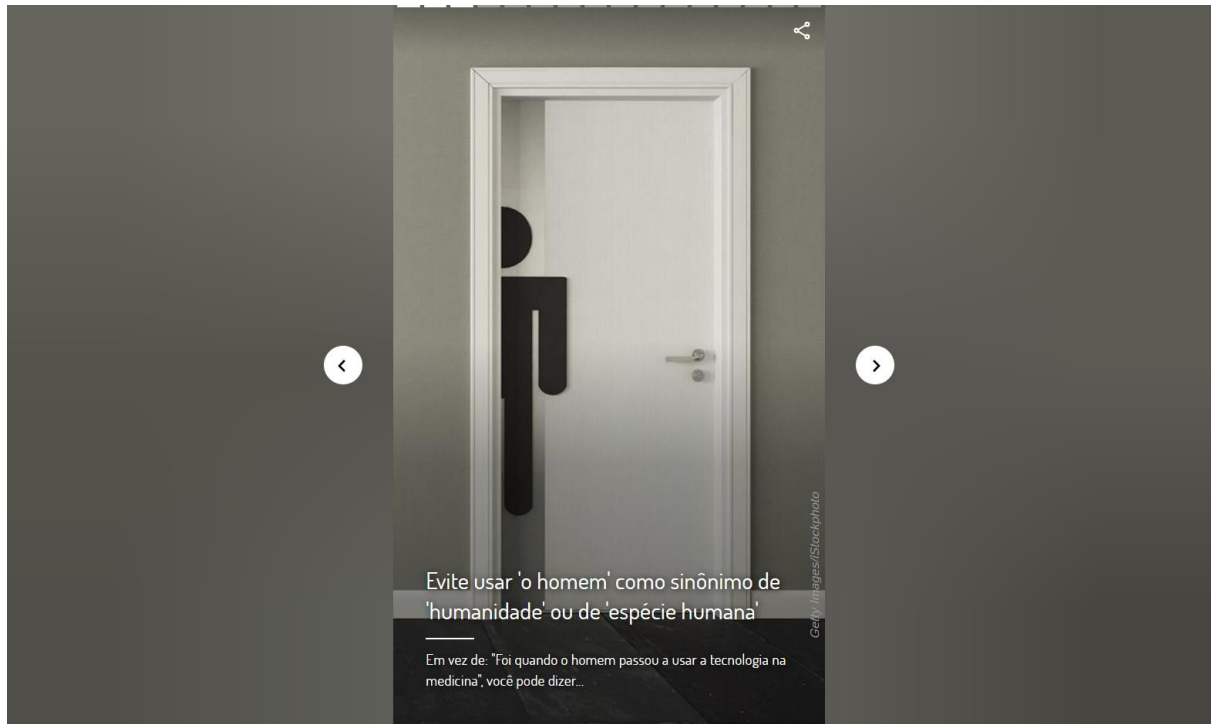 Getty Images/iStockphoto
Evite usar 'o homem' como sinônimo de
'humanidade' ou de 'espécie humana'
Em vez de: "Foi quando o homem passou a usar a tecnologia na
medicina", você pode dizer...